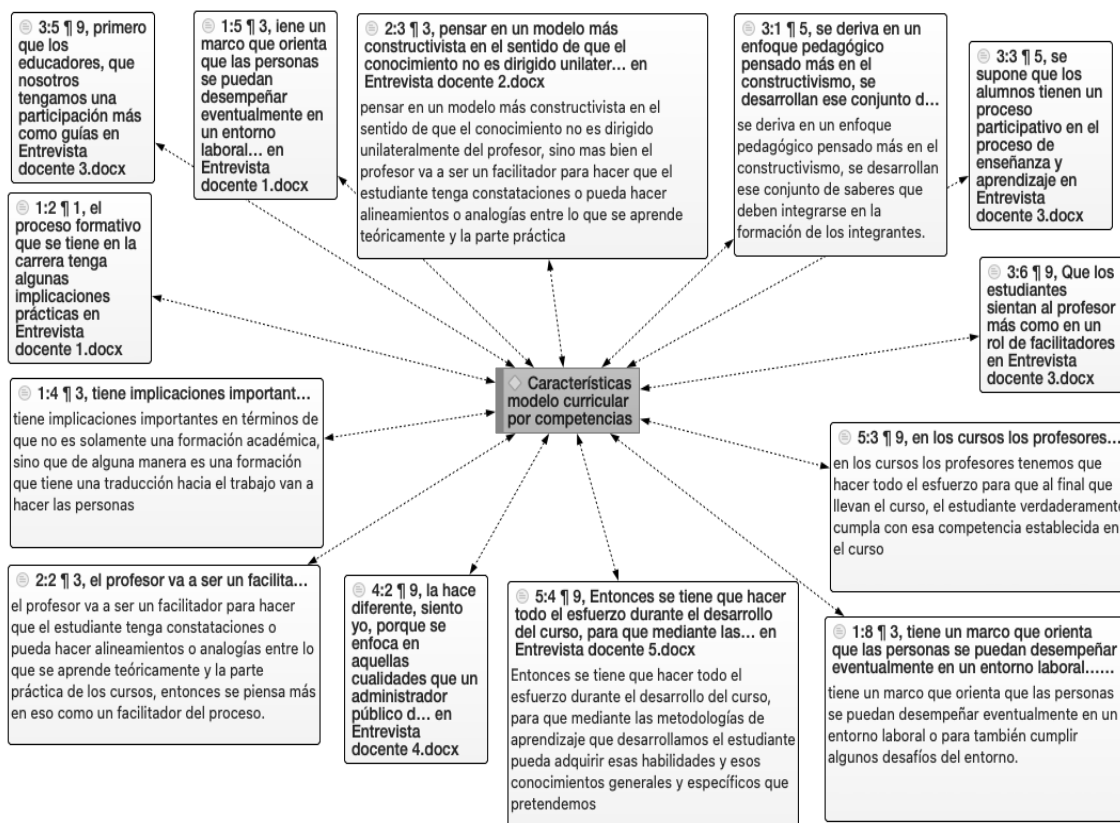 3:5 ¶ 9, primero
que los
educadores, que
nosotros
tengamos una
participación más
como guías en
Entrevista
docente 3.docx
1:5 ¶ 3, iene un
marco que orienta
que las personas
se puedan
desempeñar
eventualmente en
un entorno
laboral... en
Entrevista
docente 1.docx
2:3 ¶ 3, pensar en un modelo más
constructivista en el sentido de que el
conocimiento no es dirigido unilater... en
Entrevista docente 2.docx
pensar en un modelo más constructivista en el
sentido de que el conocimiento no es dirigido
unilateralmente del profesor, sino mas bien el
profesor va a ser un facilitador para hacer que el
estudiante tenga constataciones o pueda hacer
alineamientos o analogías entre lo que se aprende
teóricamente y la parte práctica
3:1 ¶ 5, se deriva en un
enfoque pedagógico
pensado más en el
constructivismo, se
desarrollan ese conjunto d...
se deriva en un enfoque
pedagógico pensado más en el
constructivismo, se desarrollan
ese conjunto de saberes que
deben integrarse en la
formación de los integrantes.
3:3 ¶ 5, se
supone que los
alumnos tienen un
proceso
participativo en el
proceso de
enseñanza y
aprendizaje en
Entrevista
docente 3.docx
1:2 ¶ 1, el
proceso formativo
que se tiene en la
carrera tenga
algunas
implicaciones
prácticas en
Entrevista
docente 1.docx
3:6 ¶ 9, Que los
estudiantes
sientan al profesor
más como en un
rol de facilitadores
en Entrevista
docente 3.docx
Características
modelo curricular
por competencias
1:4 ¶ 3, tiene implicaciones important...
tiene implicaciones importantes en términos de
que no es solamente una formación académica,
sino que de alguna manera es una formación
que tiene una traducción hacia el trabajo van a
hacer las personas
5:3 ¶ 9, en los cursos los profesores...
en los cursos los profesores tenemos que
hacer todo el esfuerzo para que al final que
llevan el curso, el estudiante verdaderamente
cumpla con esa competencia establecida en
el curso
2:2 ¶ 3, el profesor va a ser un facilita...
el profesor va a ser un facilitador para hacer
que el estudiante tenga constataciones o
pueda hacer alineamientos o analogías entre lo
que se aprende teóricamente y la parte
práctica de los cursos, entonces se piensa más
en eso como un facilitador del proceso.
4:2 ¶ 9, la hace
diferente, siento
yo, porque se
enfoca en
aquellas
cualidades que un
administrador
público d... en
Entrevista
docente 4.docx
5:4 ¶ 9, Entonces se tiene que hacer
todo el esfuerzo durante el desarrollo
del curso, para que mediante las... en
Entrevista docente 5.docx
Entonces se tiene que hacer todo el
esfuerzo durante el desarrollo del curso,
para que mediante las metodologías de
aprendizaje que desarrollamos el estudiante
pueda adquirir esas habilidades y esos
conocimientos generales y específicos que
pretendemos
1:8 ¶ 3, tiene un marco que orienta
que las personas se puedan desempeñar
eventualmente en un entorno laboral......
tiene un marco que orienta que las personas
se puedan desempeñar eventualmente en un
entorno laboral o para también cumplir
algunos desafíos del entorno.